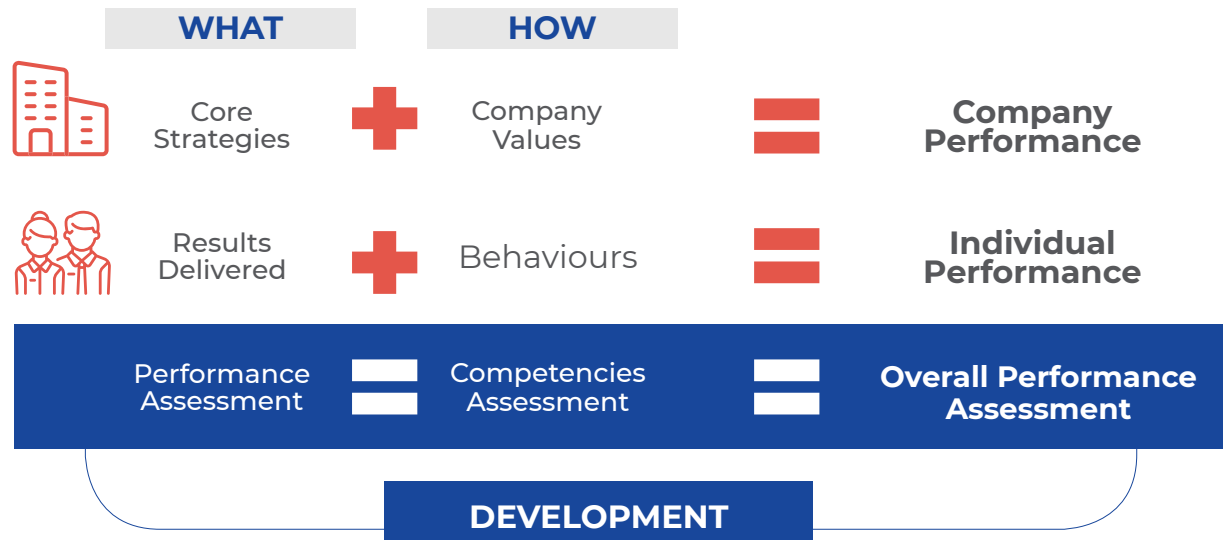 WHAT
HOW
Core
Strategies
Company
Values
Company
Performance
Results
Delivered
Behaviours
Individual
Performance
Performance
Assessment
Competencies
Assessment
Overall Performance
Assessment
DEVELOPMENT